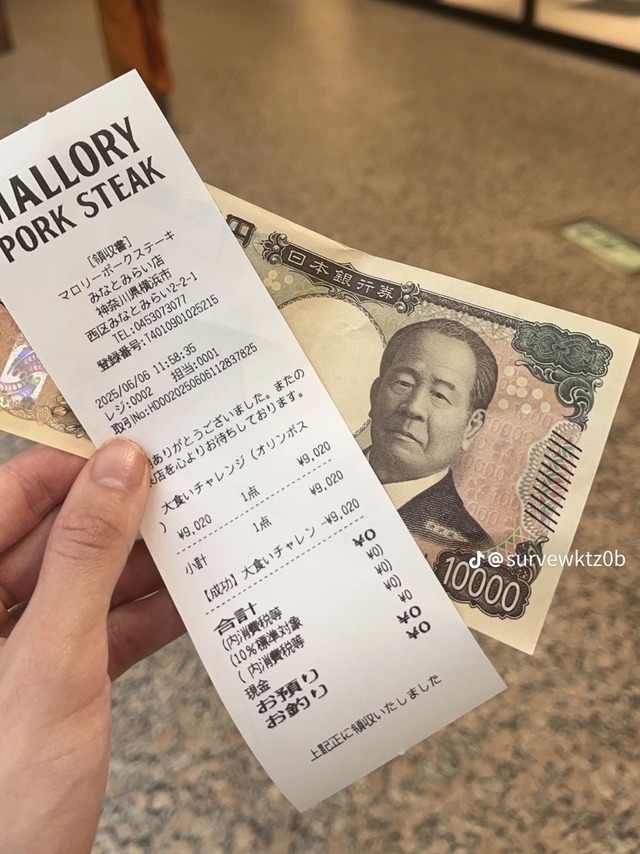 MALLORY
PORK STEAK
[領収書]
マロリーポークステーキ
みなとみらい店
神奈川県横浜市
西区みなとみらい2-2-1
TEL:0453073077
登録番号:T4010901025215
2025/06/06 11:58:35
レジ:0002 担当:0001
取引No:HD0020250606112837825
ありがとうございました。またの
店を心よりお待ちしております。
大食いチャレンジ(オリンポス
) ¥9,020
¥9,020 1点 ¥9,020
小計 1点
【成功】大食いチャレン -¥9,020
合計 ¥0
(内消費税等 ¥0)
(10%標準対象 ¥0)
( 内消費税等 ¥0)
現金 ¥0
お預り ¥0
お釣り ¥0
上記正に領収いたしました
円
日本銀行券
10000
@survewktz0b